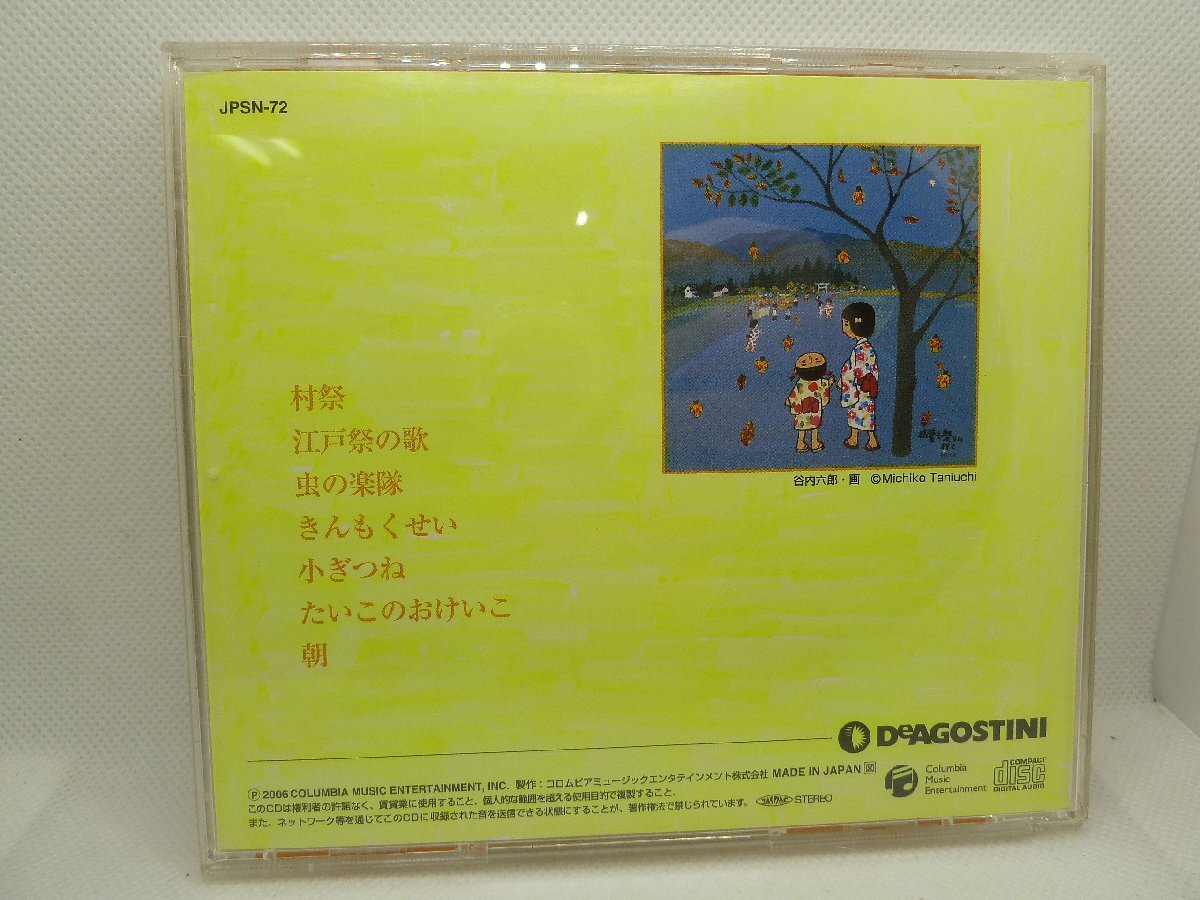 JPSN-72
谷内六郎・画 ©Michiko Taniuchi
村祭
江戸祭の歌
虫の楽隊
きんもくせい
小ぎつね
たいこのおけいこ
朝
DeAGOSTINI
Ⓟ2006 COLUMBIA MUSIC ENTERTAINMENT, INC. 製作：コロムビアミュージックエンタテインメント株式会社 MADE IN JAPAN 図
このCDは権利者の許諾なく、賃貸業に使用すること、個人的な範囲を超える使用目的で複製すること、
また、ネットワーク等を通じてこのCDに収録された音を送信できる状態にすることが、著作権法で禁じられています。 STEREO
Columbia
Music
Entertainment
COMPACT
disc
DIGITAL AUDIO